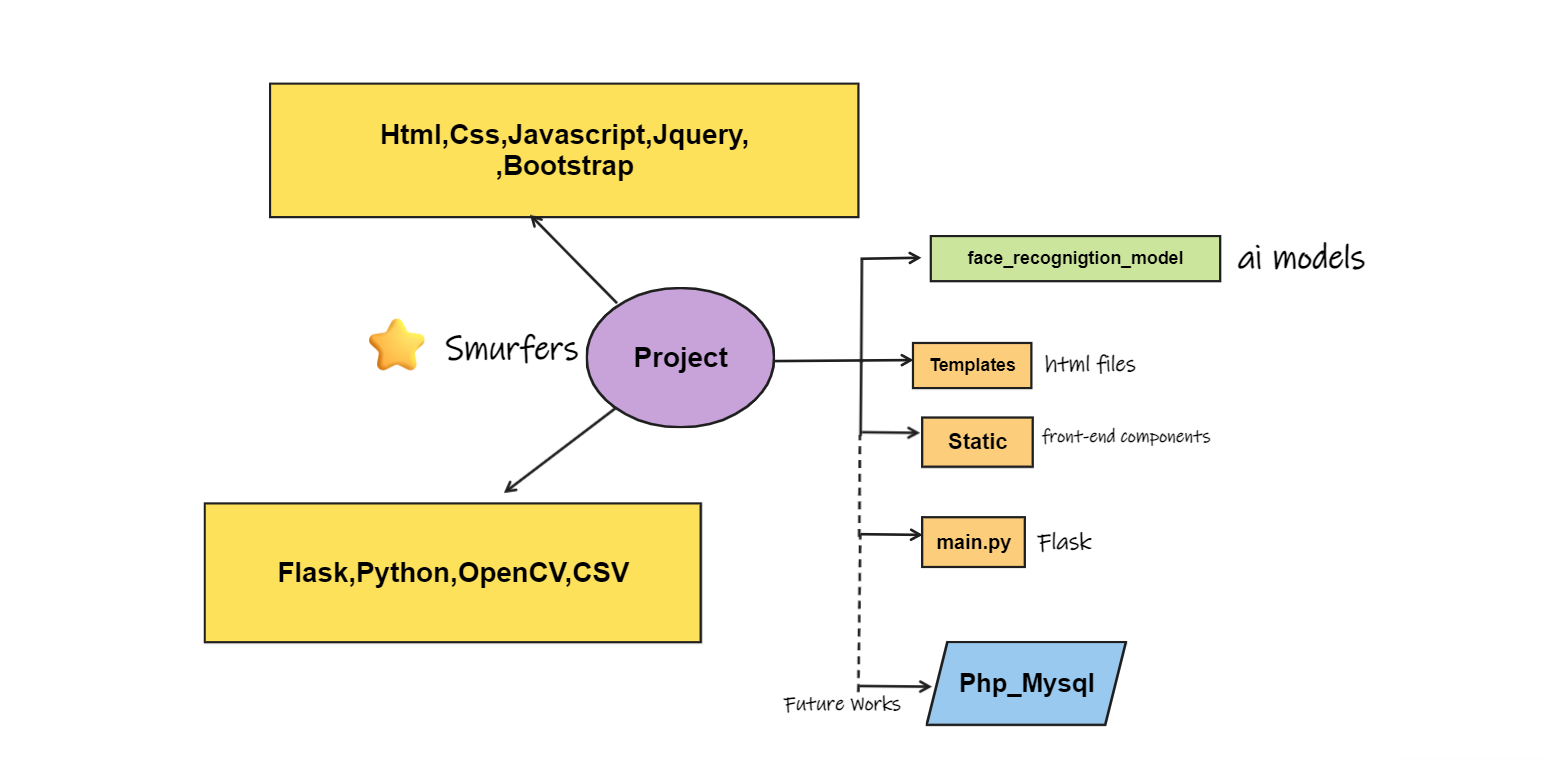 Html,Css,Javascript,Jquery,
,Bootstrap
face_recognigtion_model
ai models
Smurfers
Project
Templates
html files
Static
front-end components
main.py
Flask
Flask,Python,OpenCV,CSV
Php_Mysql
Future Works